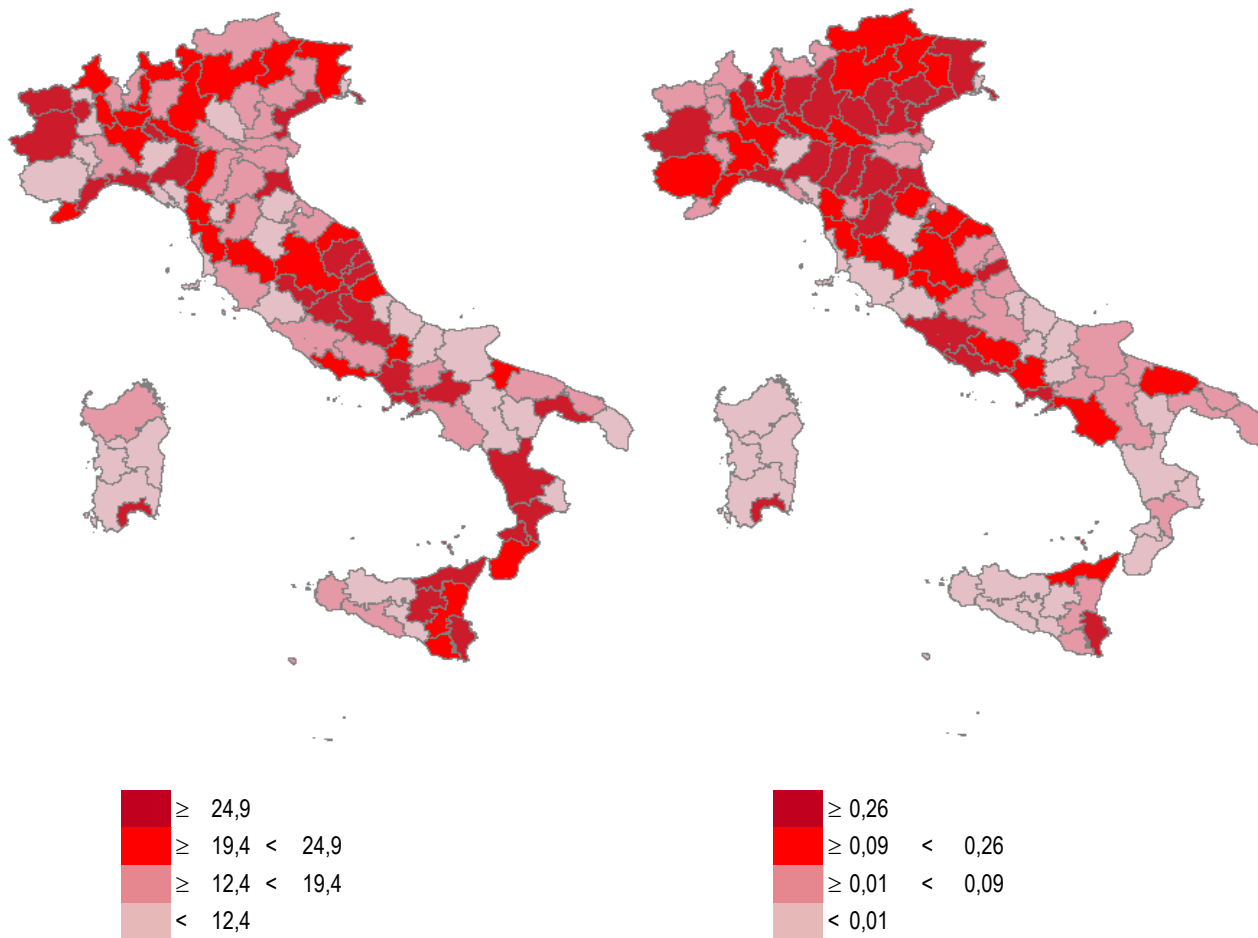 ≥ 24,9
≥ 19,4 < 24,9
≥ 12,4 < 19,4
< 12,4
≥ 0,26
≥ 0,09 < 0,26
≥ 0,01 < 0,09
< 0,01